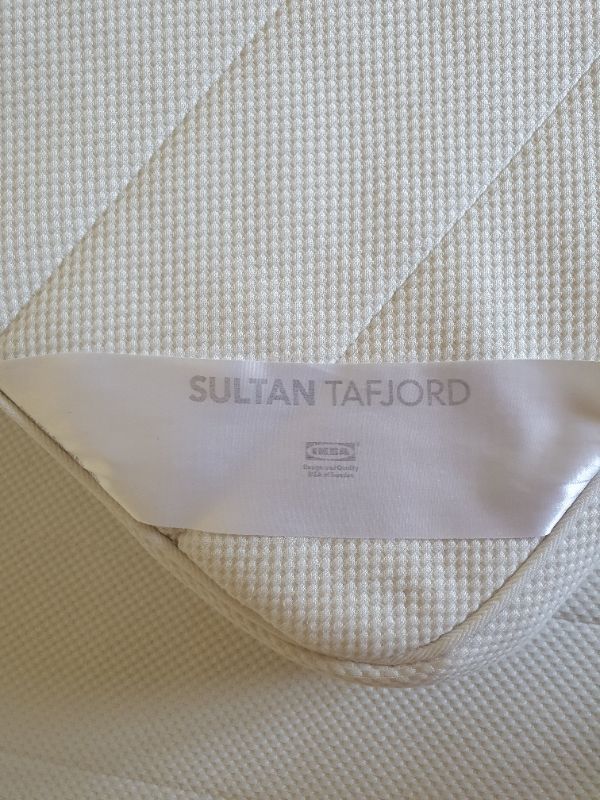 SULTAN TAFJORD
IKEA
Design and Quality
IKEA of Sweden